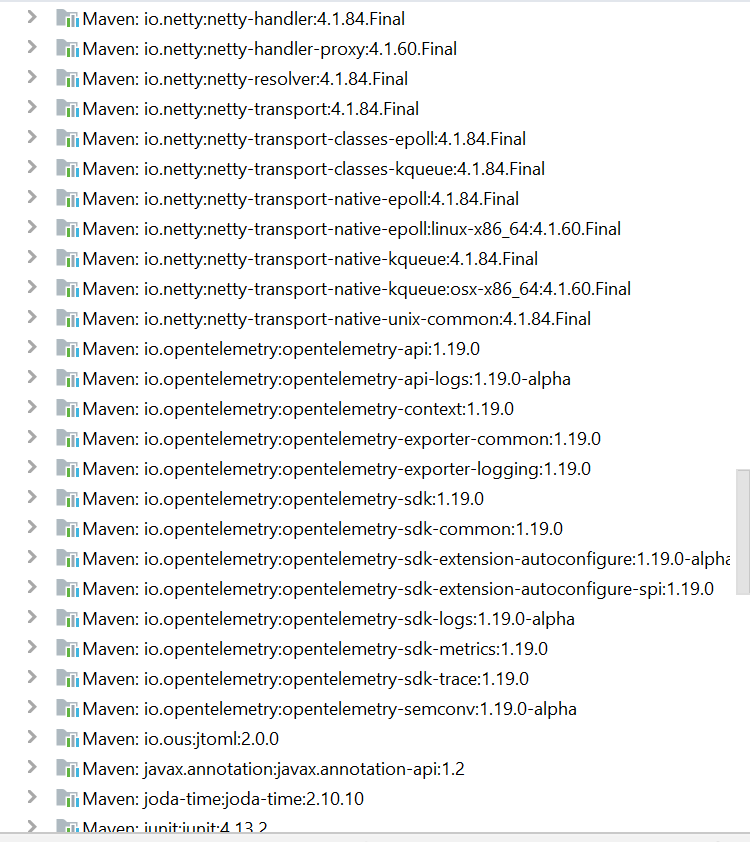 Maven: io.netty:netty-handler:4.1.84.Final
Maven: io.netty:netty-handler-proxy:4.1.60.Final
Maven: io.netty:netty-resolver:4.1.84.Final
Maven: io.netty:netty-transport:4.1.84.Final
Maven: io.netty:netty-transport-classes-epoll:4.1.84.Final
Maven: io.netty:netty-transport-classes-kqueue:4.1.84.Final
Maven: io.netty:netty-transport-native-epoll:4.1.84.Final
Maven: io.netty:netty-transport-native-epoll:linux-x86_64:4.1.60.Final
Maven: io.netty:netty-transport-native-kqueue:4.1.84.Final
Maven: io.netty:netty-transport-native-kqueue:osx-x86_64:4.1.60.Final
Maven: io.netty:netty-transport-native-unix-common:4.1.84.Final
Maven: io.opentelemetry:opentelemetry-api:1.19.0
Maven: io.opentelemetry:opentelemetry-api-logs:1.19.0-alpha
Maven: io.opentelemetry:opentelemetry-context:1.19.0
Maven: io.opentelemetry:opentelemetry-exporter-common:1.19.0
Maven: io.opentelemetry:opentelemetry-exporter-logging:1.19.0
Maven: io.opentelemetry:opentelemetry-sdk:1.19.0
Maven: io.opentelemetry:opentelemetry-sdk-common:1.19.0
Maven: io.opentelemetry:opentelemetry-sdk-extension-autoconfigure:1.19.0-alpha
Maven: io.opentelemetry:opentelemetry-sdk-extension-autoconfigure-spi:1.19.0
Maven: io.opentelemetry:opentelemetry-sdk-logs:1.19.0-alpha
Maven: io.opentelemetry:opentelemetry-sdk-metrics:1.19.0
Maven: io.opentelemetry:opentelemetry-sdk-trace:1.19.0
Maven: io.opentelemetry:opentelemetry-semconv:1.19.0-alpha
Maven: io.ous:jtoml:2.0.0
Maven: javax.annotation:javax.annotation-api:1.2
Maven: joda-time:joda-time:2.10.10
Maven: junit:junit:4.13.2